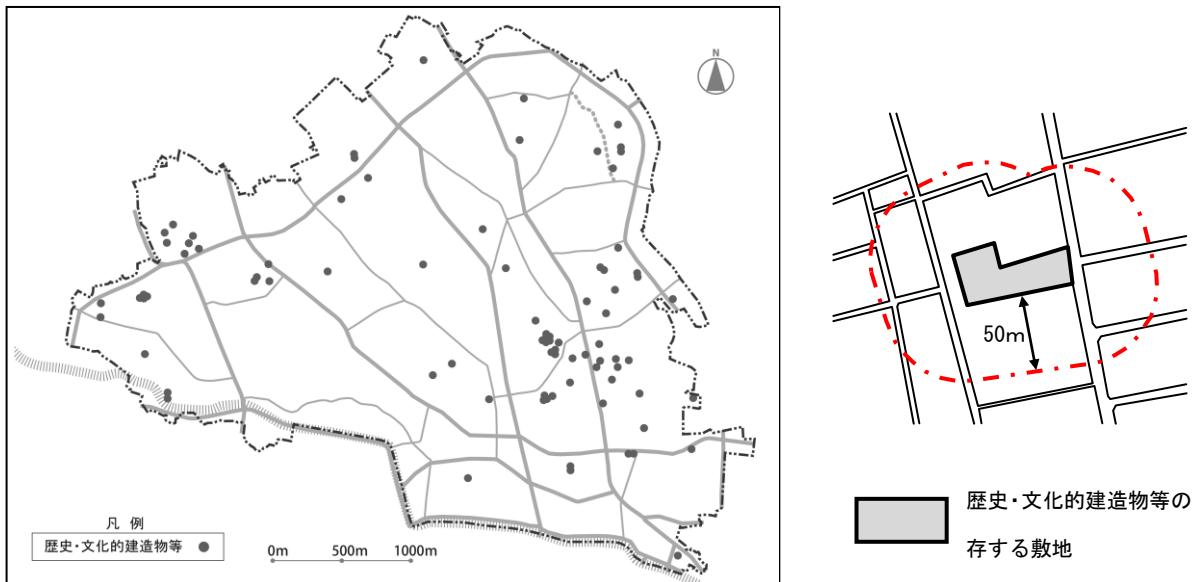 N
凡 例
歴史・文化的建造物等
0m 500m 1000m
50m
歴史・文化的建造物等の
存する敷地